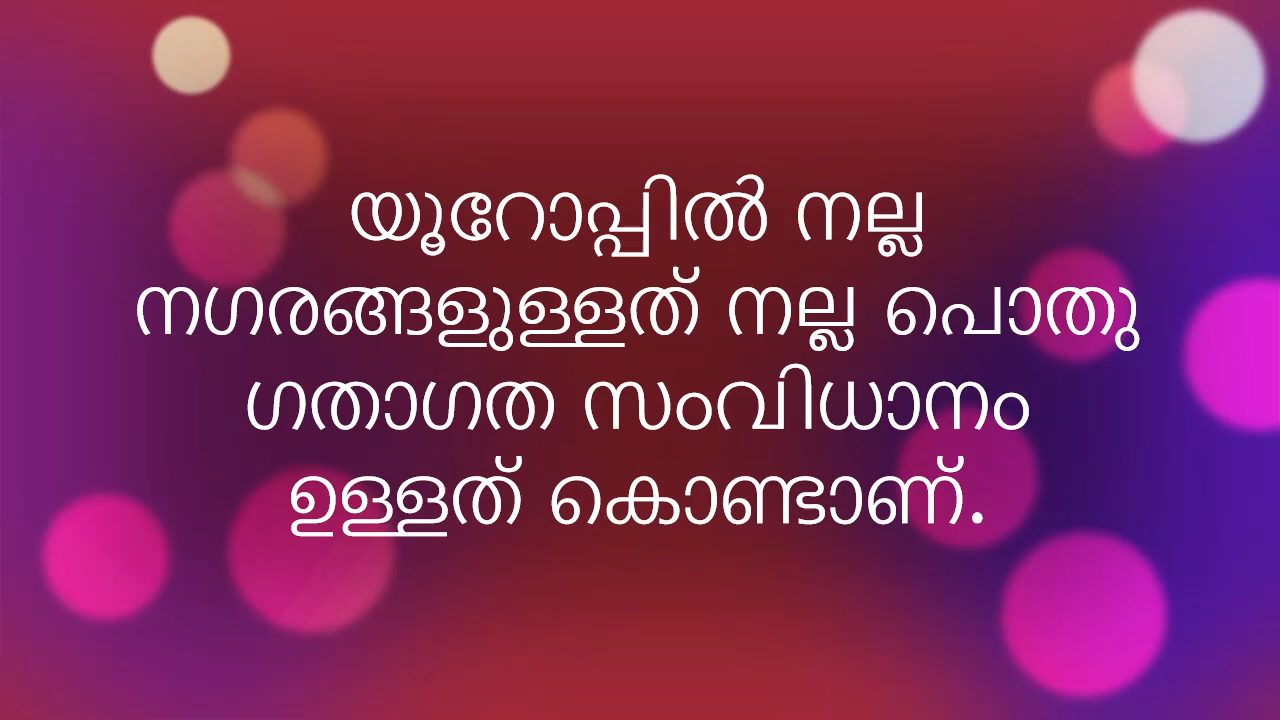 യൂറോപ്പിൽ നല്ല
നഗരങ്ങളുള്ളത് നല്ല പൊതു
ഗതാഗത സംവിധാനം
ഉള്ളത് കൊണ്ടാണ്.